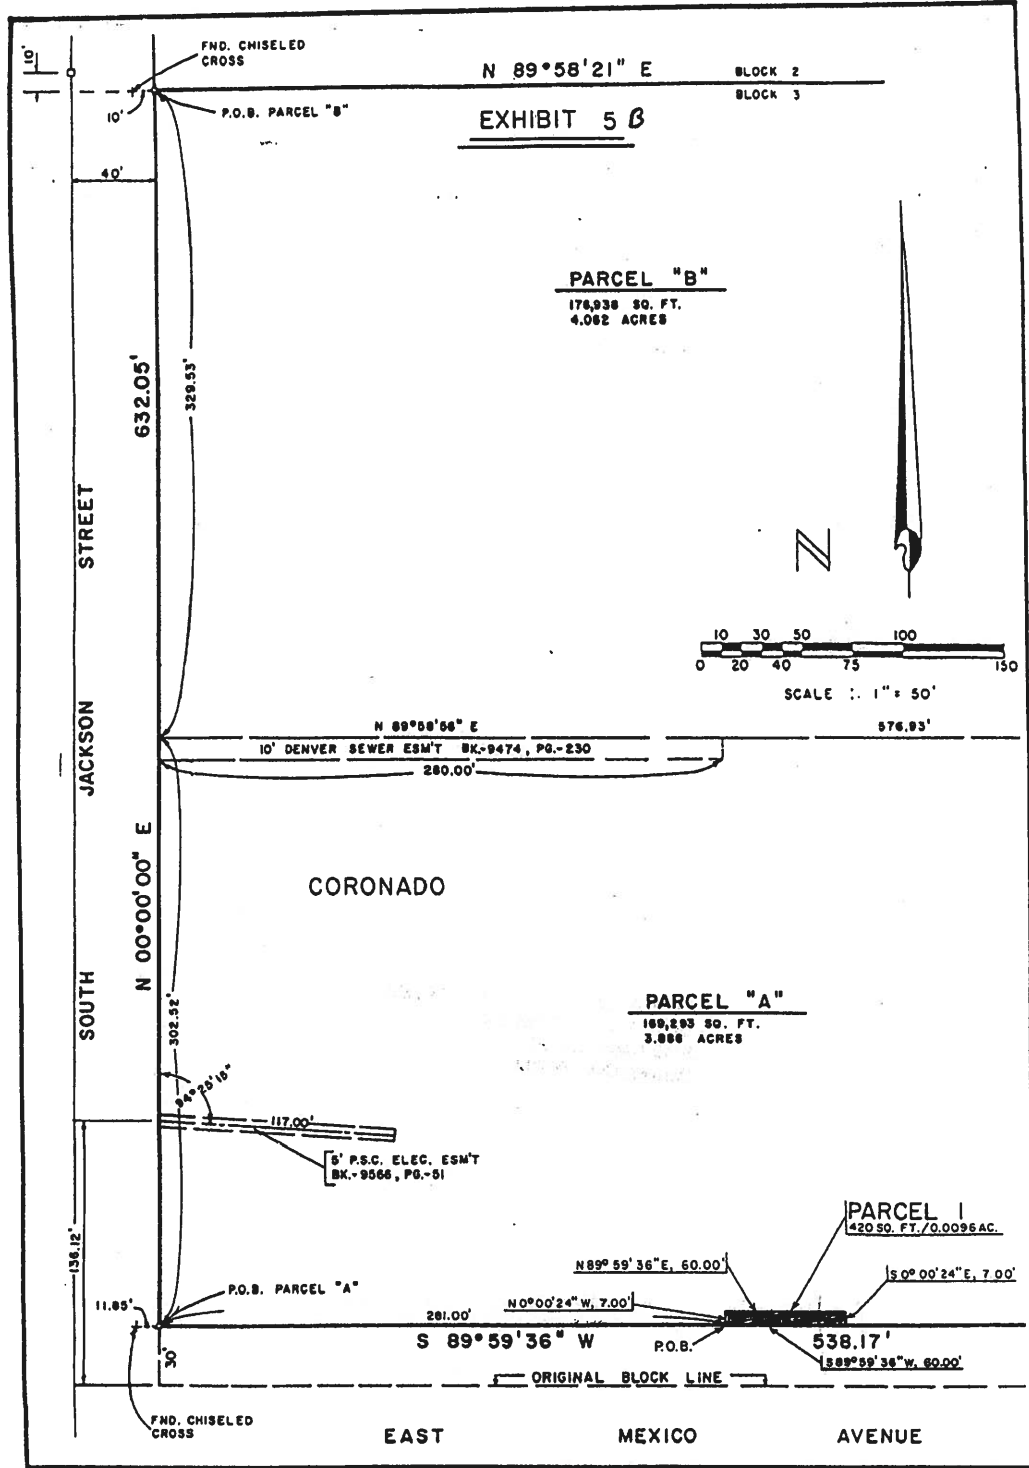 10'
FND. CHISELED
CROSS
N 89°58'21" E
BLOCK 2
BLOCK 3
10'
P.O.B. PARCEL "B"
EXHIBIT 5 B
40'
PARCEL "B"
176,938 SQ. FT.
4.062 ACRES
632.05'
329.53'
STREET
N
10 30 50 100
0 20 40 75 150
SCALE : 1" = 50'
N 89°58'56" E
576.93'
10' DENVER SEWER ESM'T BK.-9474, PG.-230
280.00'
JACKSON
N 00°00'00" E
CORONADO
SOUTH
302.52'
PARCEL "A"
169,293 SQ. FT.
3.886 ACRES
94°25'15"
117.00'
5' P.S.C. ELEC. ESM'T
BK.-9566, PG.-51
136.12'
PARCEL 1
420 SQ. FT./0.0096 AC.
N 89°59'36" E, 60.00'
S 0°00'24" E, 7.00'
P.O.B. PARCEL "A"
N 0°00'24" W, 7.00'
11.85'
281.00'
S 89°59'36" W
P.O.B.
538.17'
S 89°59'36" W, 60.00'
30'
ORIGINAL BLOCK LINE
FND. CHISELED
CROSS
EAST MEXICO AVENUE